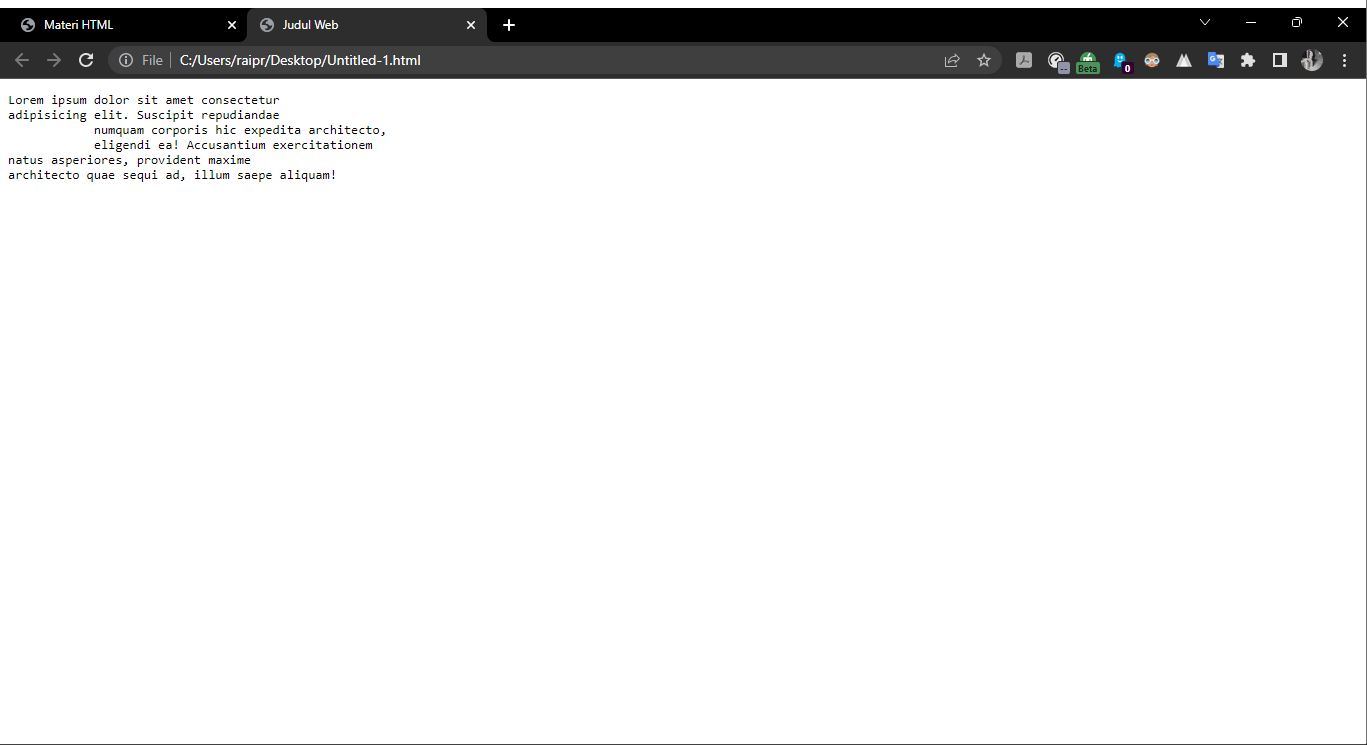 Materi HTML
Judul Web
File
C:/Users/raipr/Desktop/Untitled-1.html
Beta
0
Lorem ipsum dolor sit amet consectetur
adipisicing elit. Suscipit repudiandae
numquam corporis hic expedita architecto,
eligendi ea! Accusantium exercitationem
natus asperiores, provident maxime
architecto quae sequi ad, illum saepe aliquam!